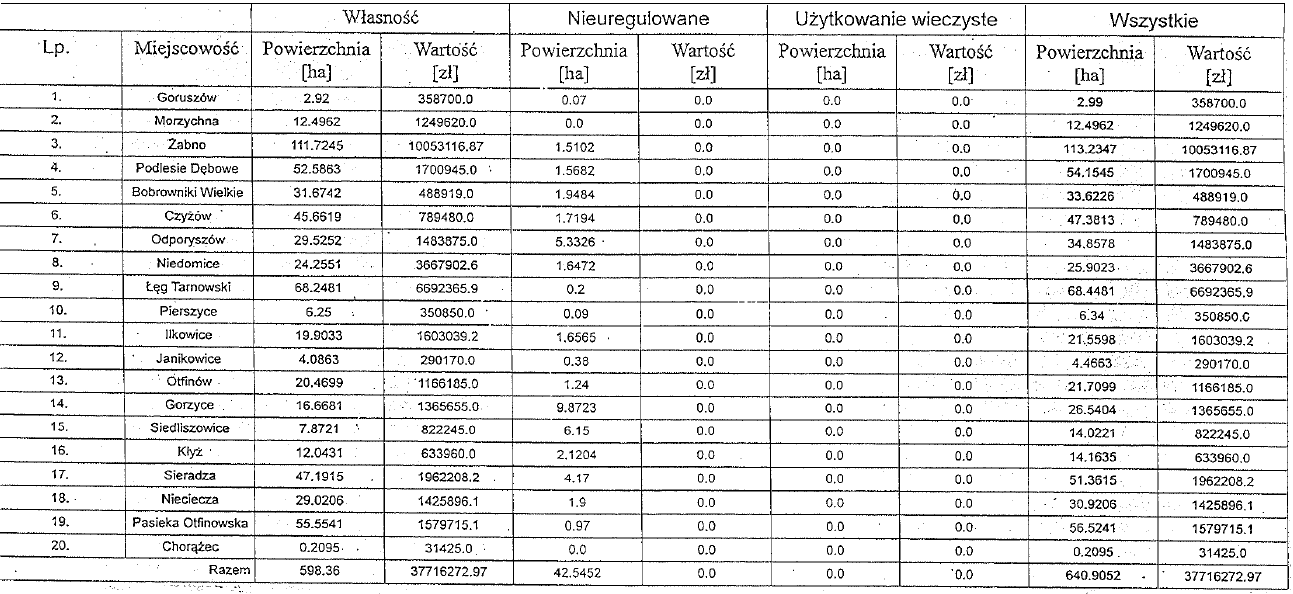 Własność Nieuregulowane Użytkowanie wieczyste Wszystkie
Lp. Miejscowość Powierzchnia Wartość Powierzchnia Wartość Powierzchnia Wartość Powierzchnia Wartość
[ha] [zł] [ha] [zł] [ha] [zł] [ha] [zł]
1. Goruszów 2.92 358700.0 0.07 0.0 0.0 0.0 2.99 358700.0
2. Morzychna 12.4962 1249620.0 0.0 0.0 0.0 0.0 12.4962 1249620.0
3. Żabno 111.7245 10053116.87 1.5102 0.0 0.0 0.0 113.2347 10053116.87
4. Podlesie Dębowe 52.5863 1700945.0 1.5682 0.0 0.0 0.0 54.1545 1700945.0
5. Bobrowniki Wielkie 31.6742 488919.0 1.9484 0.0 0.0 0.0 33.6226 488919.0
6. Czyżów 45.6619 789480.0 1.7194 0.0 0.0 0.0 47.3813 789480.0
7. Odporyszów 29.5252 1483875.0 5.3326 0.0 0.0 0.0 34.8578 1483875.0
8. Niedomice 24.2551 3667902.6 1.6472 0.0 0.0 0.0 25.9023 3667902.6
9. Łęg Tarnowski 68.2481 6692365.9 0.2 0.0 0.0 0.0 68.4481 6692365.9
10. Pierszyce 6.25 350850.0 0.09 0.0 0.0 0.0 6.34 350850.0
11. Ilkowice 19.9033 1603039.2 1.6565 0.0 0.0 0.0 21.5598 1603039.2
12. Janikowice 4.0863 290170.0 0.38 0.0 0.0 0.0 4.4663 290170.0
13. Otfinów 20.4699 1166185.0 1.24 0.0 0.0 0.0 21.7099 1166185.0
14. Gorzyce 16.6681 1365655.0 9.8723 0.0 0.0 0.0 26.5404 1365655.0
15. Siedliszowice 7.8721 822245.0 6.15 0.0 0.0 0.0 14.0221 822245.0
16. Kłyż 12.0431 633960.0 2.1204 0.0 0.0 0.0 14.1635 633960.0
17. Sieradza 47.1915 1962208.2 4.17 0.0 0.0 0.0 51.3615 1962208.2
18. Nieciecza 29.0206 1425896.1 1.9 0.0 0.0 0.0 30.9206 1425896.1
19. Pasieka Otfinowska 55.5541 1579715.1 0.97 0.0 0.0 0.0 56.5241 1579715.1
20. Chorążec 0.2095 31425.0 0.0 0.0 0.0 0.0 0.2095 31425.0
Razem 598.36 37716272.97 42.5452 0.0 0.0 0.0 640.9052 37716272.97